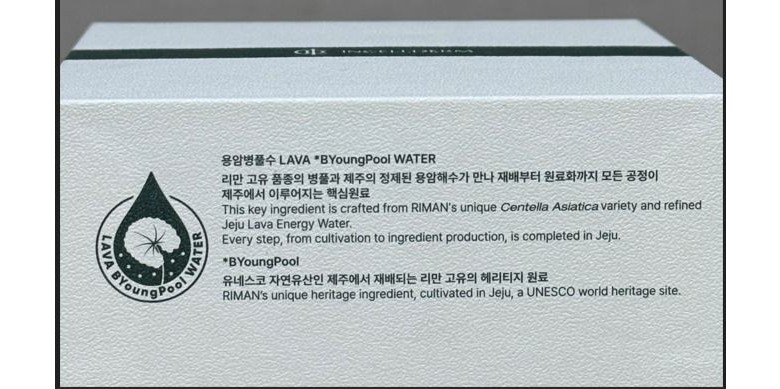 INCELLDERM
용암병풀수 LAVA *BYoungPool WATER
리만 고유 품종의 병풀과 제주의 정제된 용암해수가 만나 재배부터 원료화까지 모든 공정이
제주에서 이루어지는 핵심원료
This key ingredient is crafted from RIMAN's unique Centella Asiatica variety and refined
Jeju Lava Energy Water.
Every step, from cultivation to ingredient production, is completed in Jeju.
*BYoungPool
유네스코 자연유산인 제주에서 재배되는 리만 고유의 헤리티지 원료
RIMAN's unique heritage ingredient, cultivated in Jeju, a UNESCO world heritage site.
LAVA BYoungPool WATER